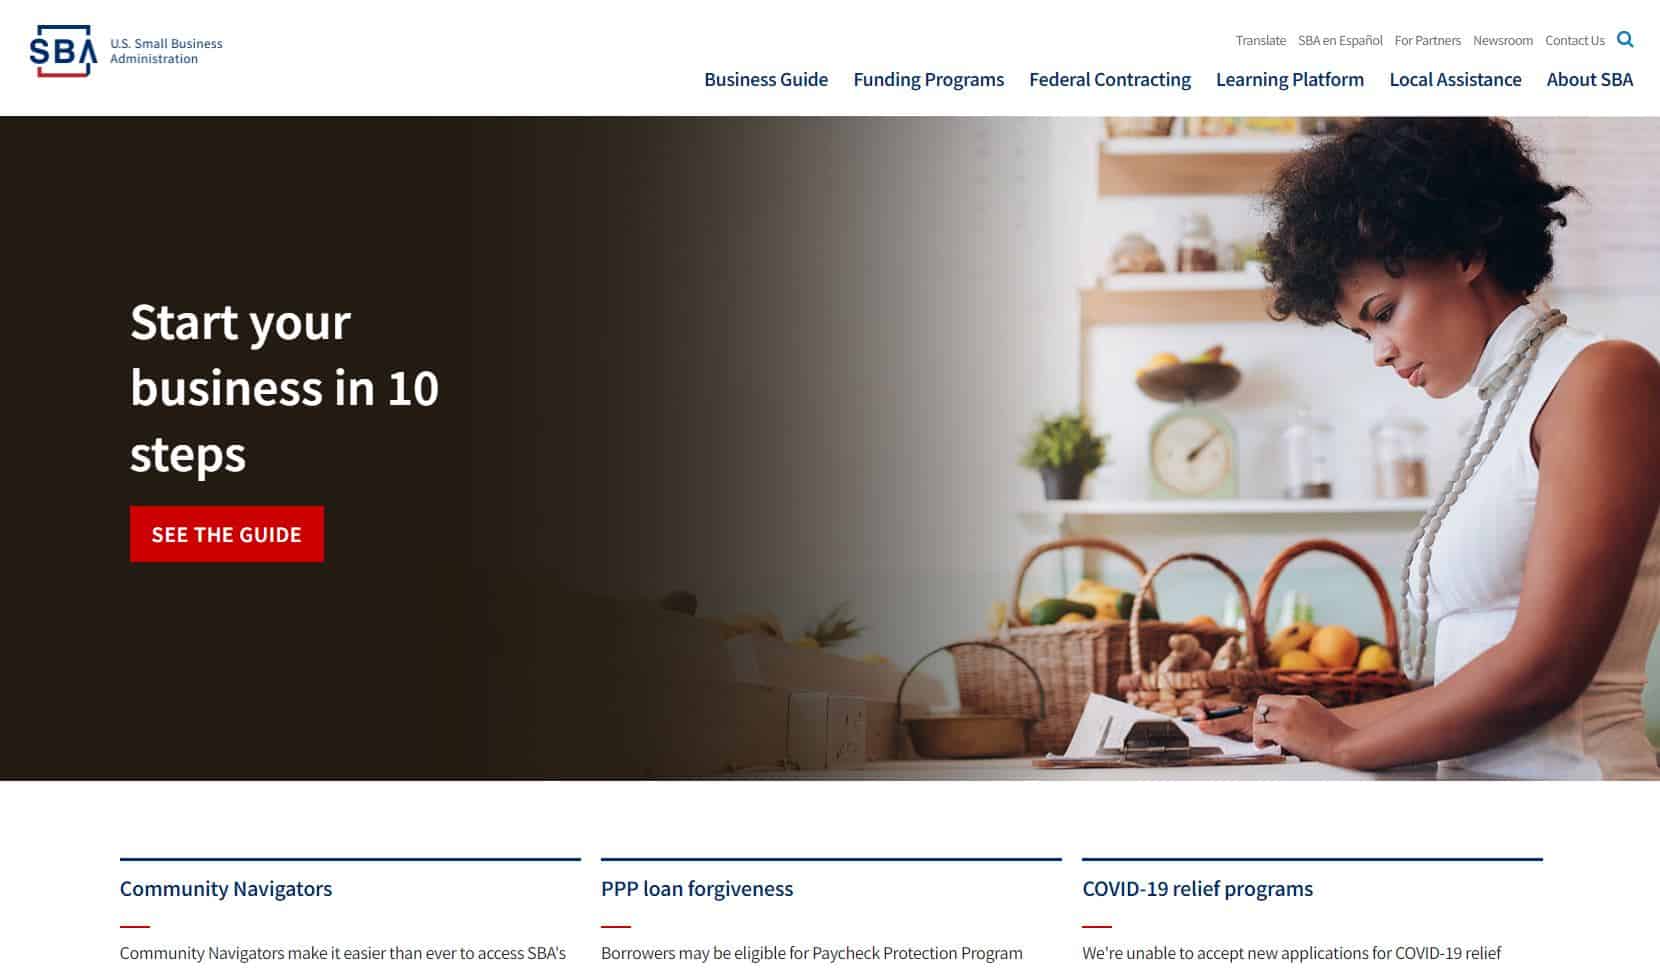 SBA
U.S. Small Business
Administration
Translate SBA en Español For Partners Newsroom Contact Us
Business Guide Funding Programs Federal Contracting Learning Platform Local Assistance About SBA
Start your
business in 10
steps
SEE THE GUIDE
Community Navigators
Community Navigators make it easier than ever to access SBA's
PPP loan forgiveness
Borrowers may be eligible for Paycheck Protection Program
COVID-19 relief programs
We're unable to accept new applications for COVID-19 relief